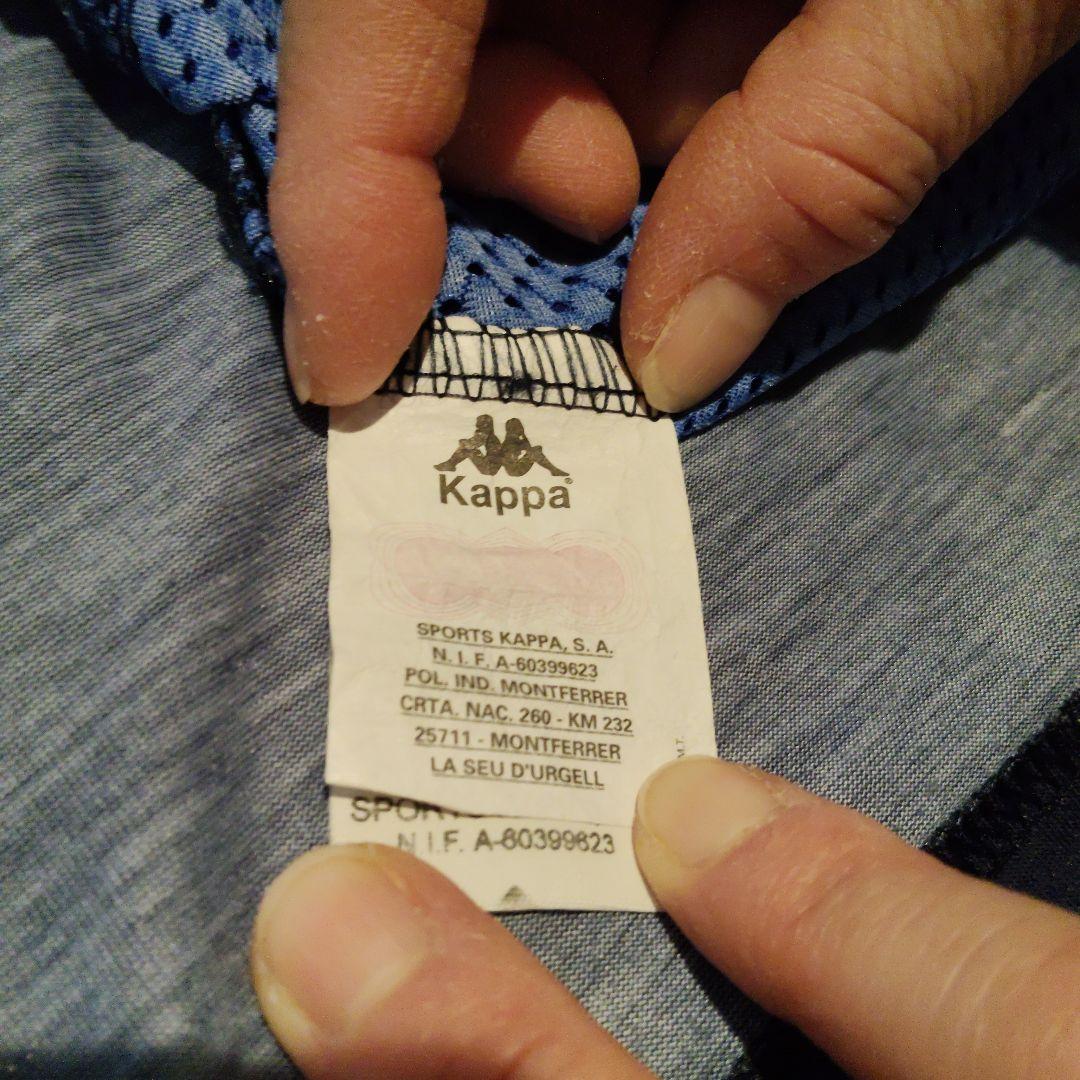 Kappa®
SPORTS KAPPA, S. A.
N. I. F. A-60399623
POL. IND. MONTFERRER
CRTA. NAC. 260 - KM 232
25711 - MONTFERRER
LA SEU D'URGELL
N.I.F. A-60399623